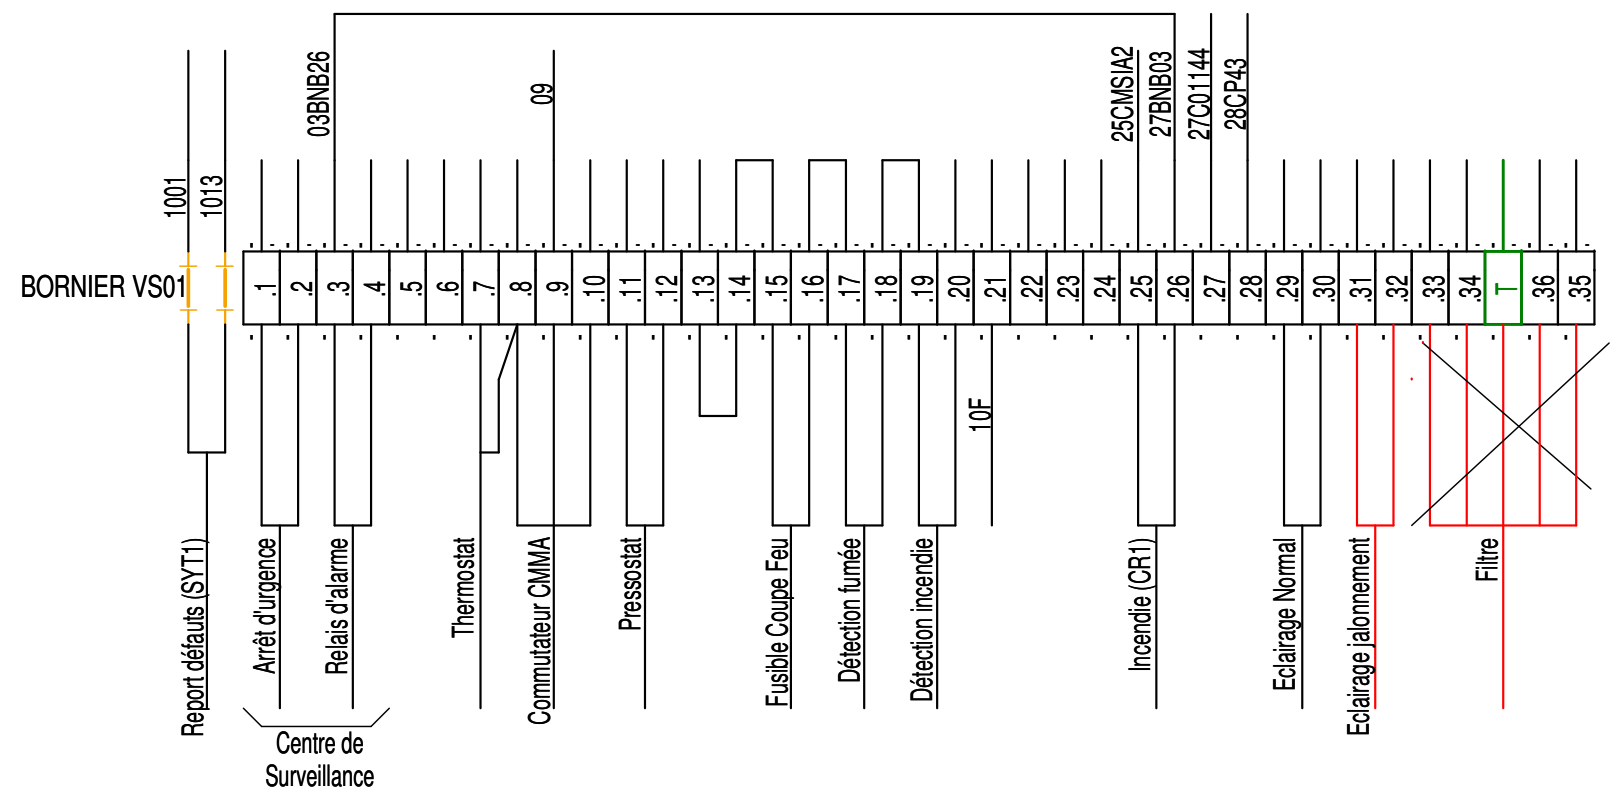 03BNB26
09
25CMSIA2
27BNB03
27C01144
28CP43
1001
1013
BORNIER VS01
.1
.2
.3
.4
.5
.6
.7
.8
.9
.10
.11
.12
.13
.14
.15
.16
.17
.18
.19
.20
.21
.22
.23
.24
.25
.26
.27
.28
.29
.30
.31
.32
.33
.34
T
.36
.35
10F
Report défauts (SYT1)
Arrêt d'urgence
Relais d'alarme
Thermostat
Commutateur CMMA
Pressostat
Fusible Coupe Feu
Détection fumée
Détection incendie
Incendie (CR1)
Eclairage Normal
Eclairage jalonnement
Filtre
Centre de
Surveillance